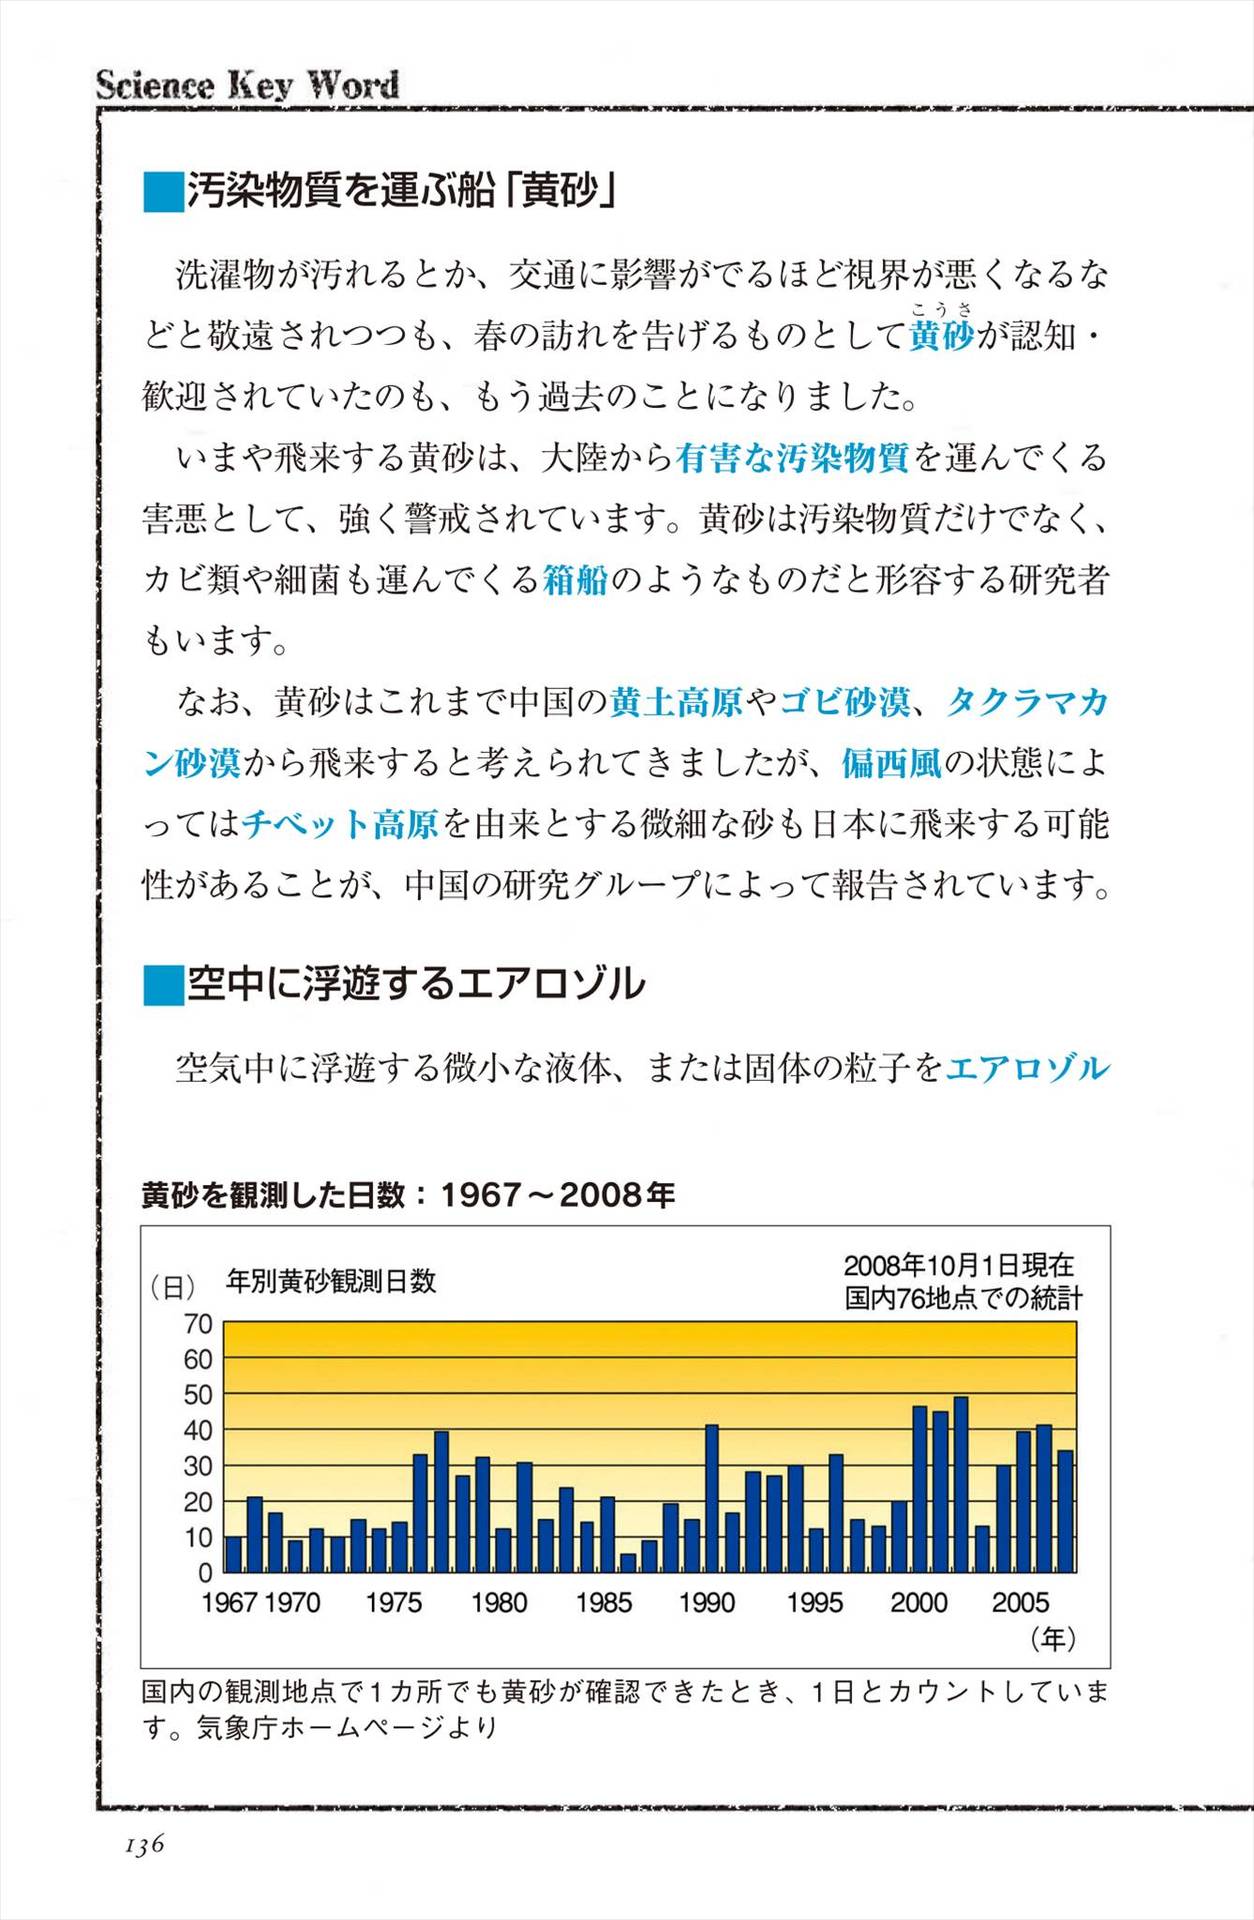 Science Key Word
■汚染物質を運ぶ船「黄砂」
洗濯物が汚れるとか、交通に影響がでるほど視界が悪くなるな
こうさ
どと敬遠されつつも、春の訪れを告げるものとして黄砂が認知・
歓迎されていたのも、もう過去のことになりました。
いまや飛来する黄砂は、大陸から有害な汚染物質を運んでくる
害悪として、強く警戒されています。黄砂は汚染物質だけでなく、
カビ類や細菌も運んでくる箱船のようなものだと形容する研究者
もいます。
なお、黄砂はこれまで中国の黄土高原やゴビ砂漠、タクラマカ
ン砂漠から飛来すると考えられてきましたが、偏西風の状態によ
ってはチベット高原を由来とする微細な砂も日本に飛来する可能
性があることが、中国の研究グループによって報告されています。
■空中に浮遊するエアロゾル
空気中に浮遊する微小な液体、または固体の粒子をエアロゾル
黄砂を観測した日数：1967～2008年
（日） 年別黄砂観測日数
2008年10月1日現在
国内76地点での統計
70
60
50
40
30
20
10
0
1967 1970 1975 1980 1985 1990 1995 2000 2005
（年）
国内の観測地点で1カ所でも黄砂が確認できたとき、1日とカウントしていま
す。気象庁ホームページより
136